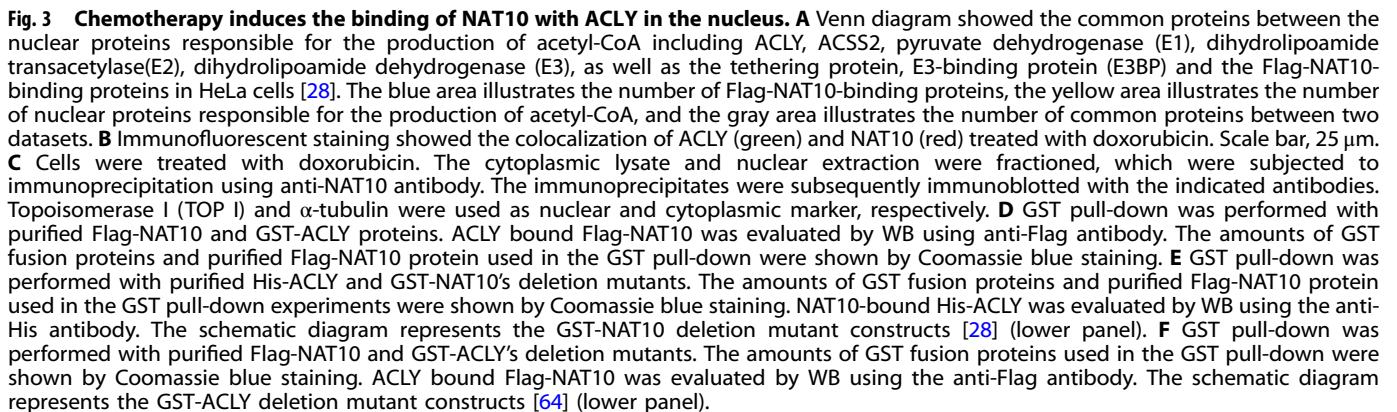 Fig. 3 Chemotherapy induces the binding of NAT10 with ACLY in the nucleus. A Venn diagram showed the common proteins between the
nuclear proteins responsible for the production of acetyl-CoA including ACLY, ACSS2, pyruvate dehydrogenase (E1), dihydrolipoamide
transacetylase(E2), dihydrolipoamide dehydrogenase (E3), as well as the tethering protein, E3-binding protein (E3BP) and the Flag-NAT10-
binding proteins in HeLa cells [28]. The blue area illustrates the number of Flag-NAT10-binding proteins, the yellow area illustrates the number
of nuclear proteins responsible for the production of acetyl-CoA, and the gray area illustrates the number of common proteins between two
datasets. B Immunofluorescent staining showed the colocalization of ACLY (green) and NAT10 (red) treated with doxorubicin. Scale bar, 25 μm.
C Cells were treated with doxorubicin. The cytoplasmic lysate and nuclear extraction were fractioned, which were subjected to
immunoprecipitation using anti-NAT10 antibody. The immunoprecipitates were subsequently immunoblotted with the indicated antibodies.
Topoisomerase I (TOP I) and α-tubulin were used as nuclear and cytoplasmic marker, respectively. D GST pull-down was performed with
purified Flag-NAT10 and GST-ACLY proteins. ACLY bound Flag-NAT10 was evaluated by WB using anti-Flag antibody. The amounts of GST
fusion proteins and purified Flag-NAT10 protein used in the GST pull-down were shown by Coomassie blue staining. E GST pull-down was
performed with purified His-ACLY and GST-NAT10's deletion mutants. The amounts of GST fusion proteins and purified Flag-NAT10 protein
used in the GST pull-down experiments were shown by Coomassie blue staining. NAT10-bound His-ACLY was evaluated by WB using the anti-
His antibody. The schematic diagram represents the GST-NAT10 deletion mutant constructs [28] (lower panel). F GST pull-down was
performed with purified Flag-NAT10 and GST-ACLY's deletion mutants. The amounts of GST fusion proteins used in the GST pull-down were
shown by Coomassie blue staining. ACLY bound Flag-NAT10 was evaluated by WB using the anti-Flag antibody. The schematic diagram
represents the GST-ACLY deletion mutant constructs [64] (lower panel).